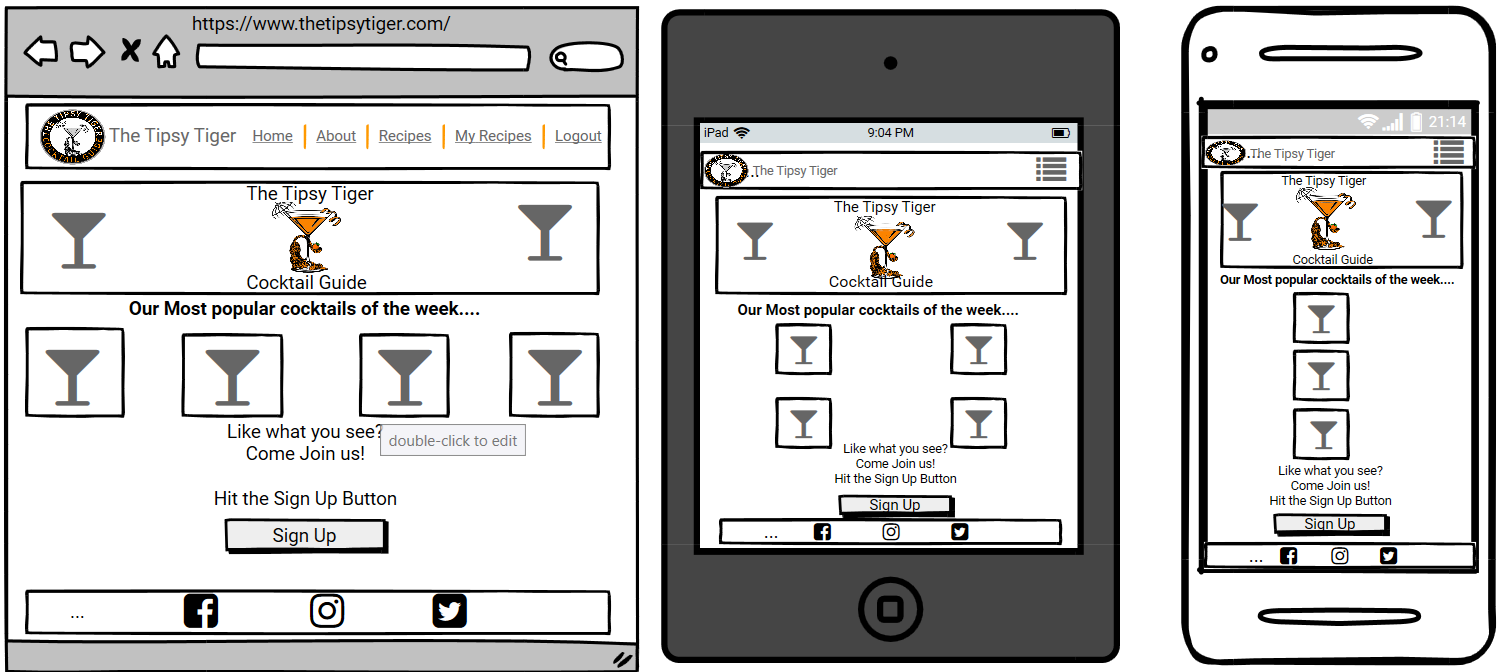 https://www.thetipsytiger.com/
THE TIPSY TIGER
COCKTAIL GUIDE
The Tipsy Tiger Home About Recipes My Recipes Logout
The Tipsy Tiger
Cocktail Guide
Our Most popular cocktails of the week....
Like what you see?
double-click to edit
Come Join us!
Hit the Sign Up Button
Sign Up
...
iPad 9:04 PM
... The Tipsy Tiger
The Tipsy Tiger
Cocktail Guide
Our Most popular cocktails of the week....
Like what you see?
Come Join us!
Hit the Sign Up Button
Sign Up
...
21:14
... The Tipsy Tiger
The Tipsy Tiger
Cocktail Guide
Our Most popular cocktails of the week....
Like what you see?
Come Join us!
Hit the Sign Up Button
Sign Up
...